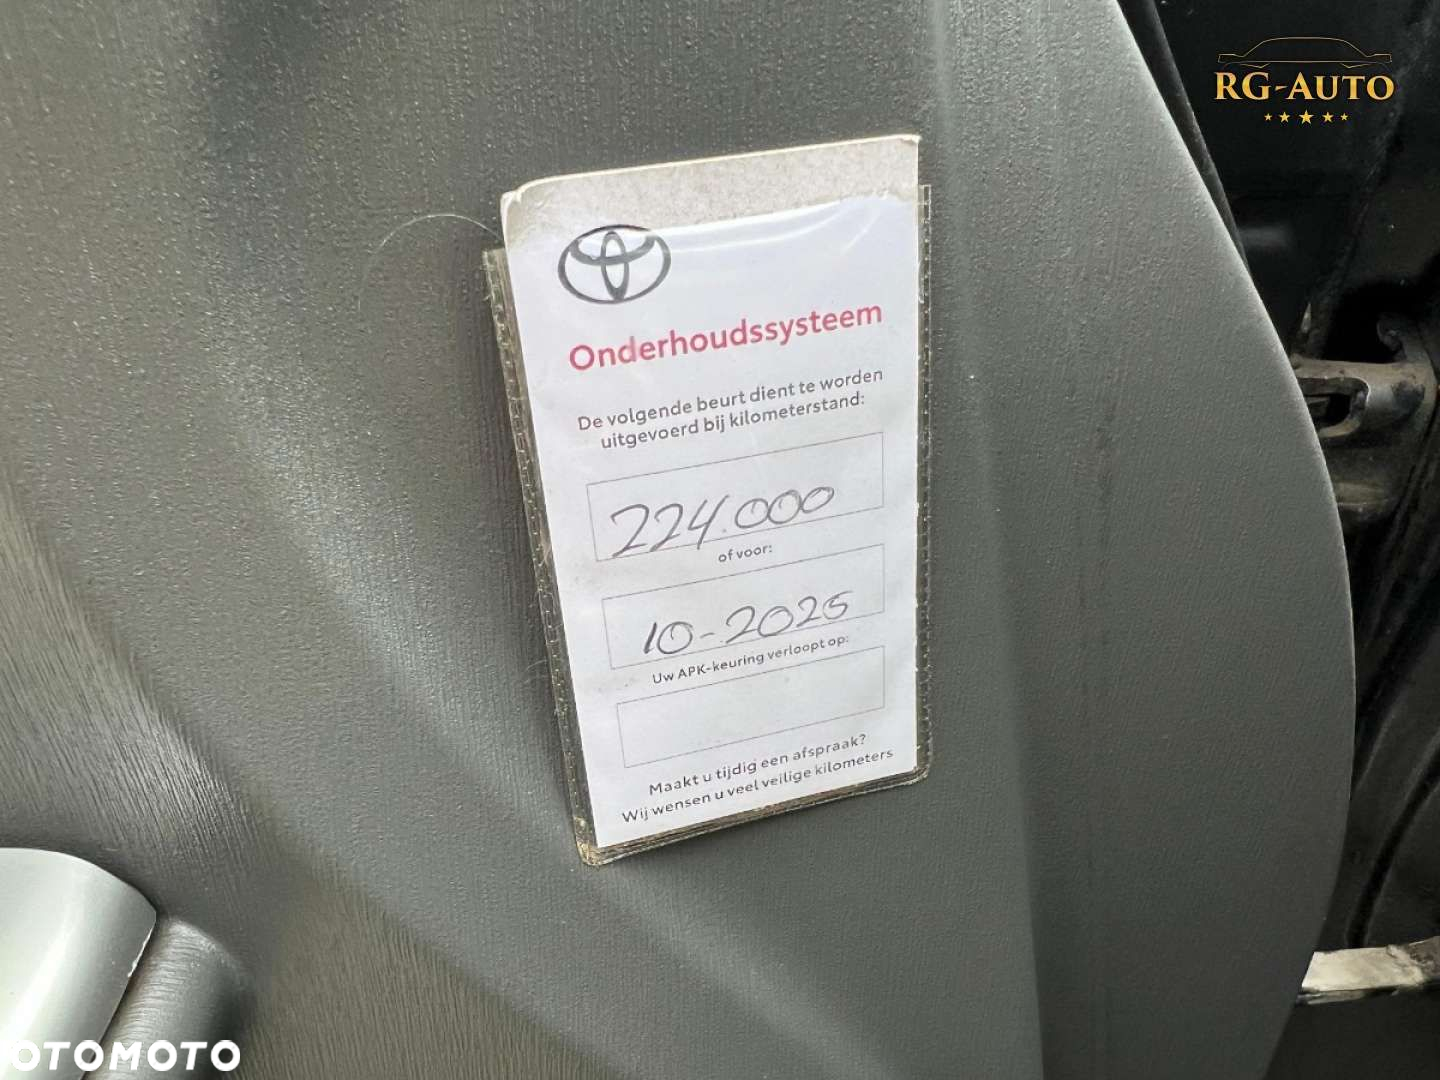 RG-AUTO
Onderhoudssysteem
De volgende beurt dient te worden
uitgevoerd bij kilometerstand:
224.000
of voor:
10-2025
Uw APK-keuring verloopt op:
Maakt u tijdig een afspraak?
Wij wensen u veel veilige kilometers
OTOMOTO